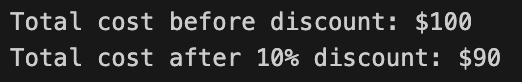 Total cost before discount: $100
Total cost after 10% discount: $90